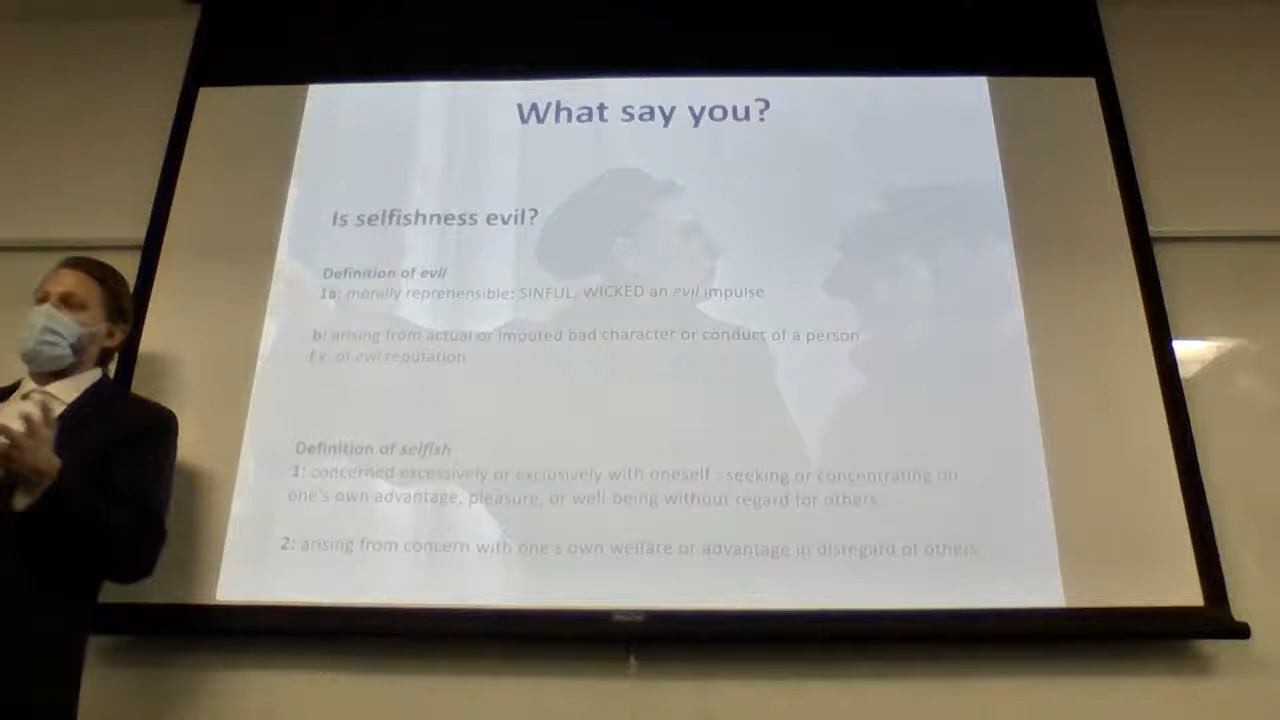 What say you?
Is selfishness evil?
Definition of evil
1a: morally reprehensible: SINFUL, WICKED an evil impulse
b: arising from actual or imputed bad character or conduct of a person
Ex. of evil reputation
Definition of selfish
1: concerned excessively or exclusively with oneself : seeking or concentrating on
one's own advantage, pleasure, or well-being without regard for others
2: arising from concern with one's own welfare or advantage in disregard of others